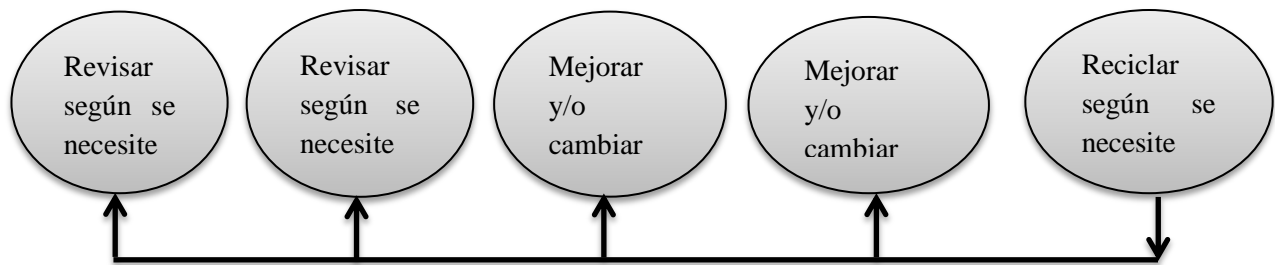 Revisar
según se
necesite
Revisar
según se
necesite
Mejorar
y/o
cambiar
Mejorar
y/o
cambiar
Reciclar
según se
necesite